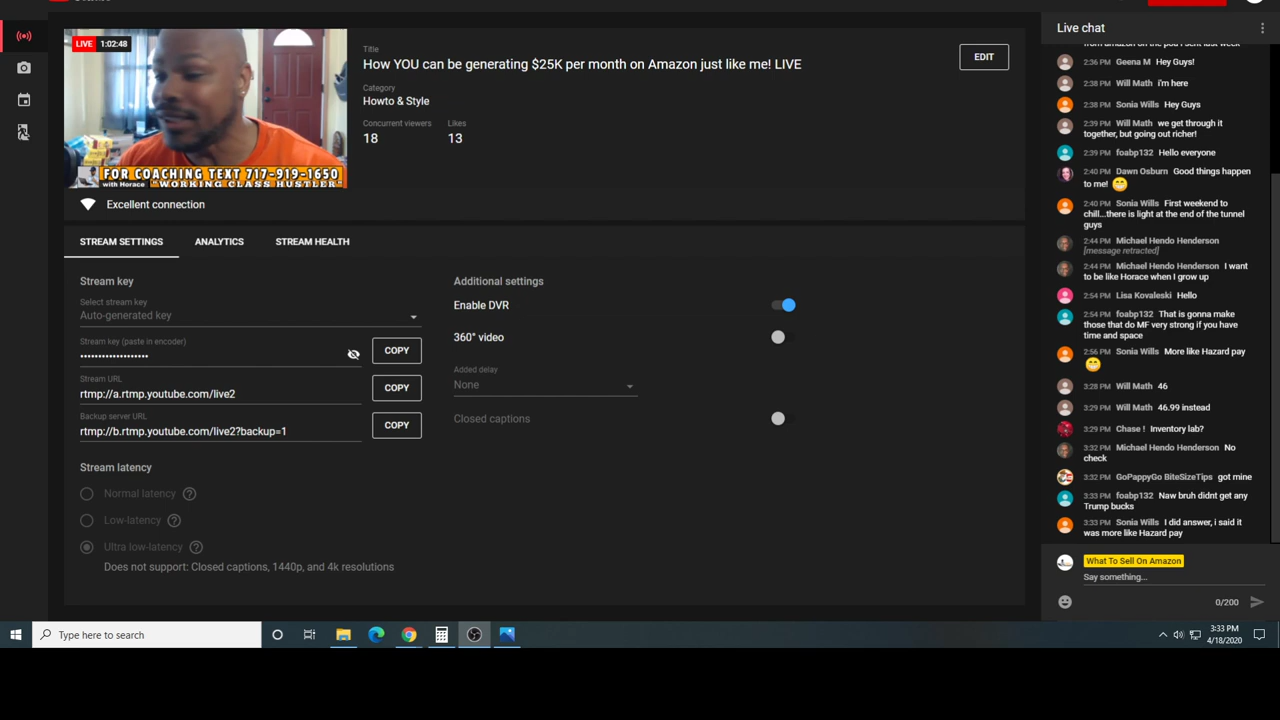 LIVE 1:02:48
FOR COACHING TEXT 717-919-1650
with Horace "WORKING CLASS HUSTLER"
Excellent connection
Title
How YOU can be generating $25K per month on Amazon just like me! LIVE
Category
Howto & Style
Concurrent viewers
18
Likes
13
EDIT
STREAM SETTINGS
ANALYTICS
STREAM HEALTH
Stream key
Select stream key
Auto-generated key
Stream key (paste in encoder)
•••••••••••••••••••
COPY
Stream URL
rtmp://a.rtmp.youtube.com/live2
COPY
Backup server URL
rtmp://b.rtmp.youtube.com/live2?backup=1
COPY
Stream latency
Normal latency
Low-latency
Ultra low-latency
Does not support: Closed captions, 1440p, and 4k resolutions
Additional settings
Enable DVR
360° video
Added delay
None
Closed captions
Live chat
from amazon on the ps4 I sent last week
2:36 PM Geena M Hey Guys!
2:38 PM Will Math i'm here
2:38 PM Sonia Wills Hey Guys
2:39 PM Will Math we get through it
together, but going out richer!
2:39 PM foabp132 Hello everyone
2:40 PM Dawn Osburn Good things happen
to me! 😁
2:40 PM Sonia Wills First weekend to
chill...there is light at the end of the tunnel
guys
2:44 PM Michael Hendo Henderson
[message retracted]
2:44 PM Michael Hendo Henderson I want
to be like Horace when I grow up
2:54 PM Lisa Kovaleski Hello
2:54 PM foabp132 That is gonna make
those that do MF very strong if you have
time and space
2:56 PM Sonia Wills More like Hazard pay
😁
3:28 PM Will Math 46
3:29 PM Will Math 46.99 instead
3:29 PM Chase ! Inventory lab?
3:32 PM Michael Hendo Henderson No
check
3:32 PM GoPappyGo BiteSizeTips got mine
3:33 PM foabp132 Naw bruh didnt get any
Trump bucks
3:33 PM Sonia Wills I did answer, i said it
was more like Hazard pay
What To Sell On Amazon
Say something...
0/200
Type here to search
3:33 PM
4/18/2020